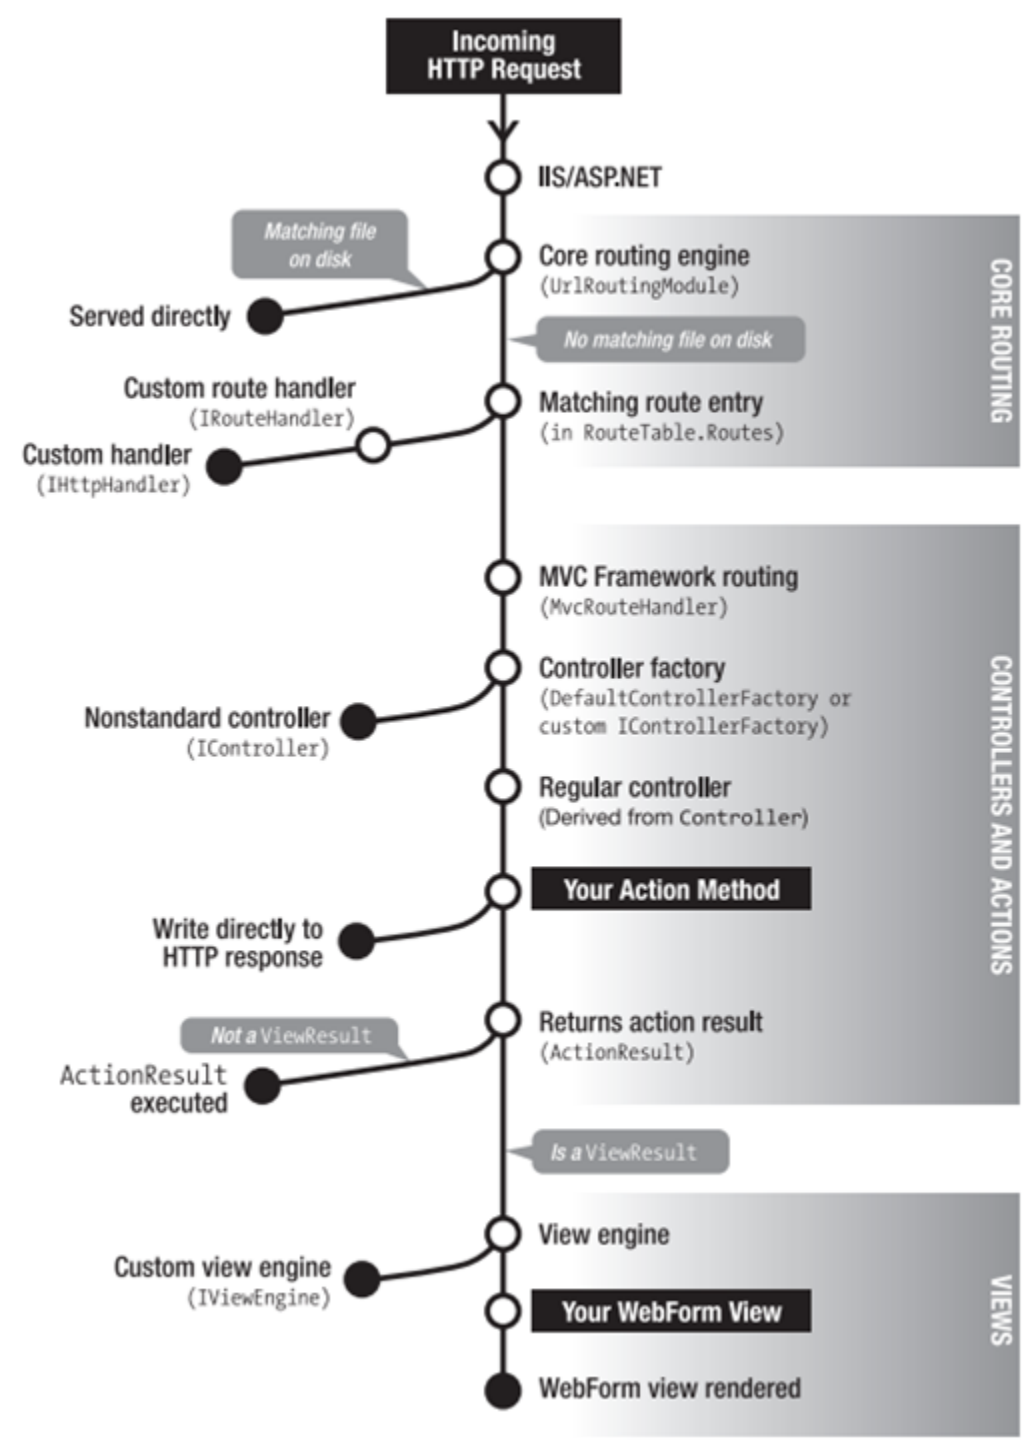 Incoming
HTTP Request
IIS/ASP.NET
Matching file
on disk
Core routing engine
(UrlRoutingModule)
Served directly
No matching file on disk
CORE ROUTING
Custom route handler
(IRouteHandler)
Matching route entry
(in RouteTable.Routes)
Custom handler
(IHttpHandler)
MVC Framework routing
(MvcRouteHandler)
Controller factory
(DefaultControllerFactory or
custom IControllerFactory)
Nonstandard controller
(IController)
Regular controller
(Derived from Controller)
CONTROLLERS AND ACTIONS
Your Action Method
Write directly to
HTTP response
Returns action result
(ActionResult)
Not a ViewResult
ActionResult
executed
Is a ViewResult
View engine
Custom view engine
(IViewEngine)
Your WebForm View
VIEWS
WebForm view rendered